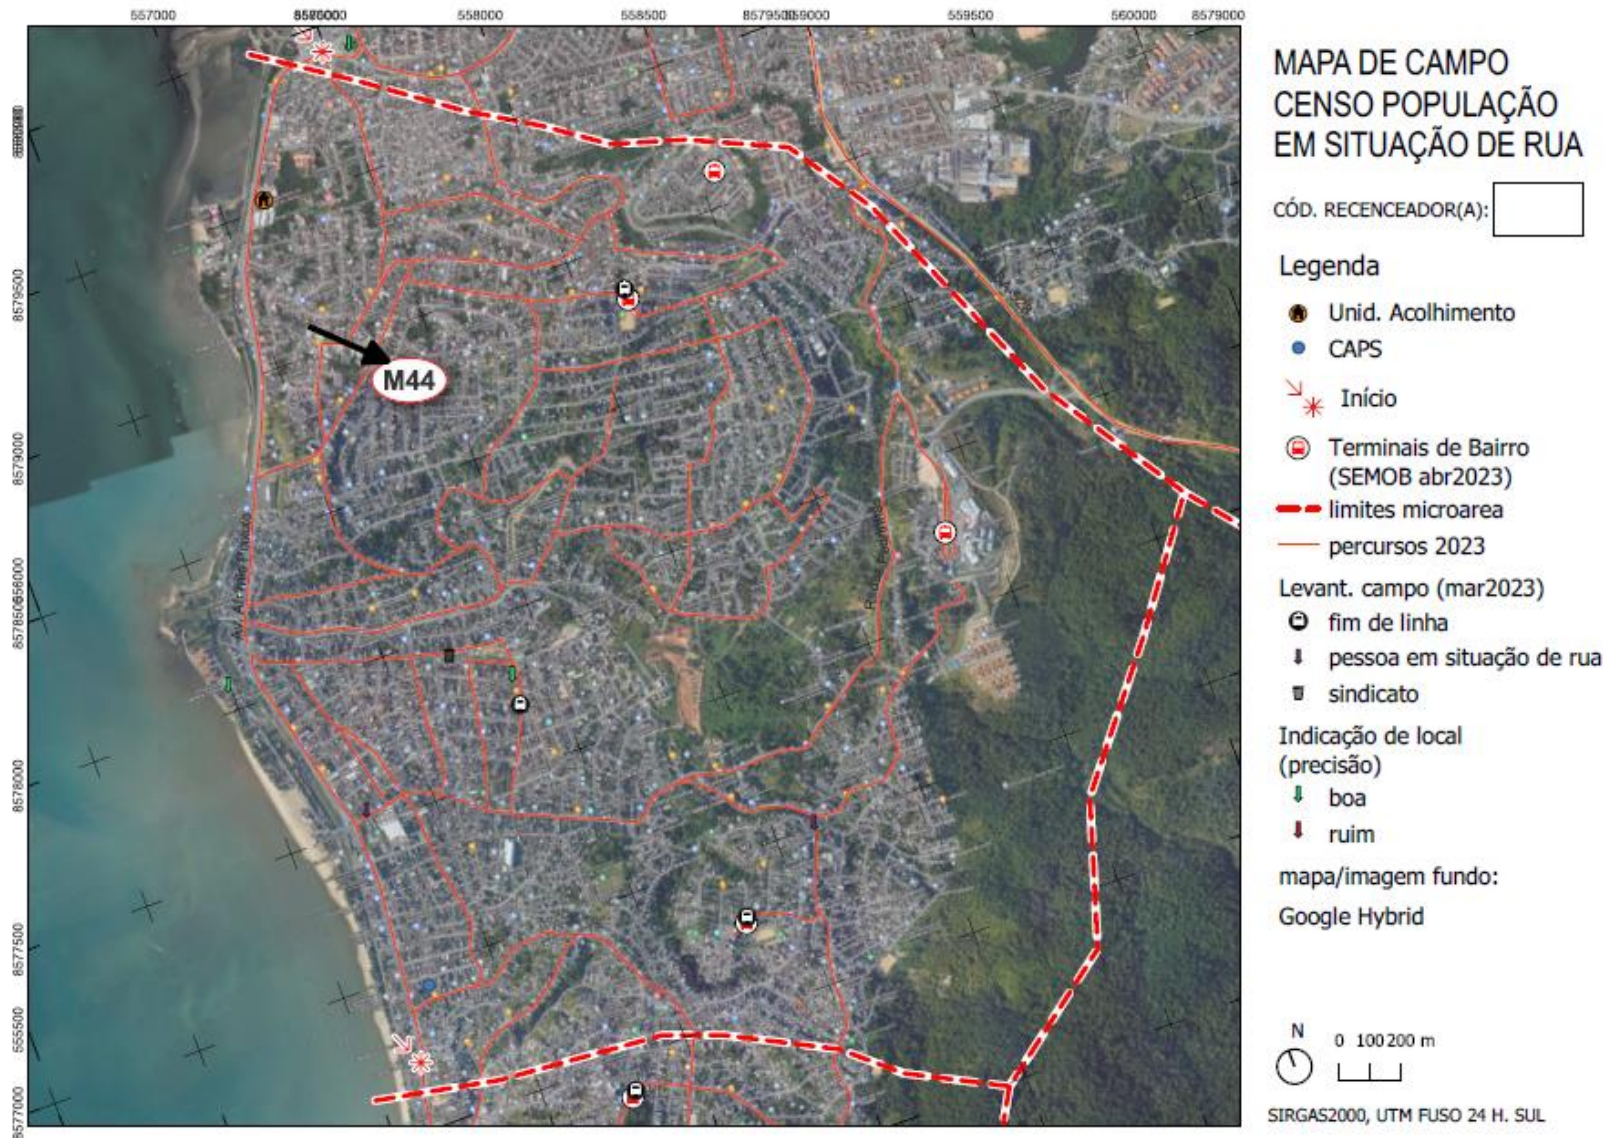 557000
558000
558500
559000
559500
560000
8579000
MAPA DE CAMPO
CENSO POPULAÇÃO
EM SITUAÇÃO DE RUA
CÓD. RECENCEADOR(A):
Legenda
Unid. Acolhimento
CAPS
Início
Terminais de Bairro
(SEMOB abr2023)
limites microarea
percursos 2023
Levant. campo (mar2023)
fim de linha
pessoa em situação de rua
sindicato
Indicação de local
(precisão)
boa
ruim
mapa/imagem fundo:
Google Hybrid
N
0 100 200 m
SIRGAS2000, UTM FUSO 24 H. SUL
M44
8579500
8579000
8578000
8577500
8577000